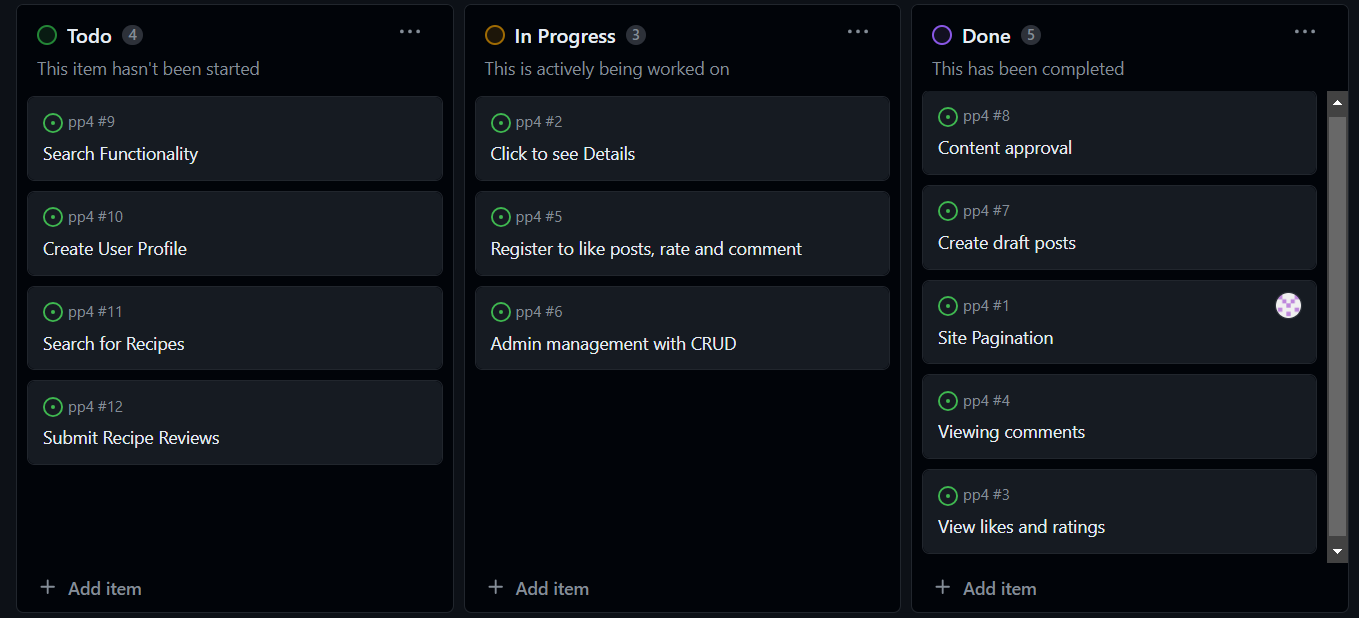 Todo 4
This item hasn't been started
pp4 #9
Search Functionality
pp4 #10
Create User Profile
pp4 #11
Search for Recipes
pp4 #12
Submit Recipe Reviews
Add item
In Progress 3
This is actively being worked on
pp4 #2
Click to see Details
pp4 #5
Register to like posts, rate and comment
pp4 #6
Admin management with CRUD
Add item
Done 5
This has been completed
pp4 #8
Content approval
pp4 #7
Create draft posts
pp4 #1
Site Pagination
pp4 #4
Viewing comments
pp4 #3
View likes and ratings
Add item